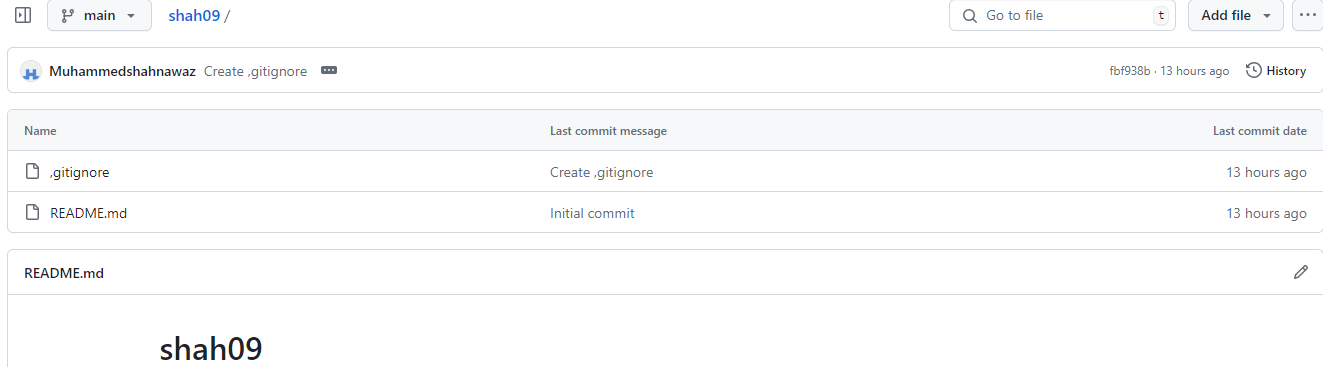 main shah09 / Go to file t Add file
Muhammedshahnawaz Create ,gitignore fbf938b · 13 hours ago History
Name Last commit message Last commit date
,gitignore Create ,gitignore 13 hours ago
README.md Initial commit 13 hours ago
README.md
shah09